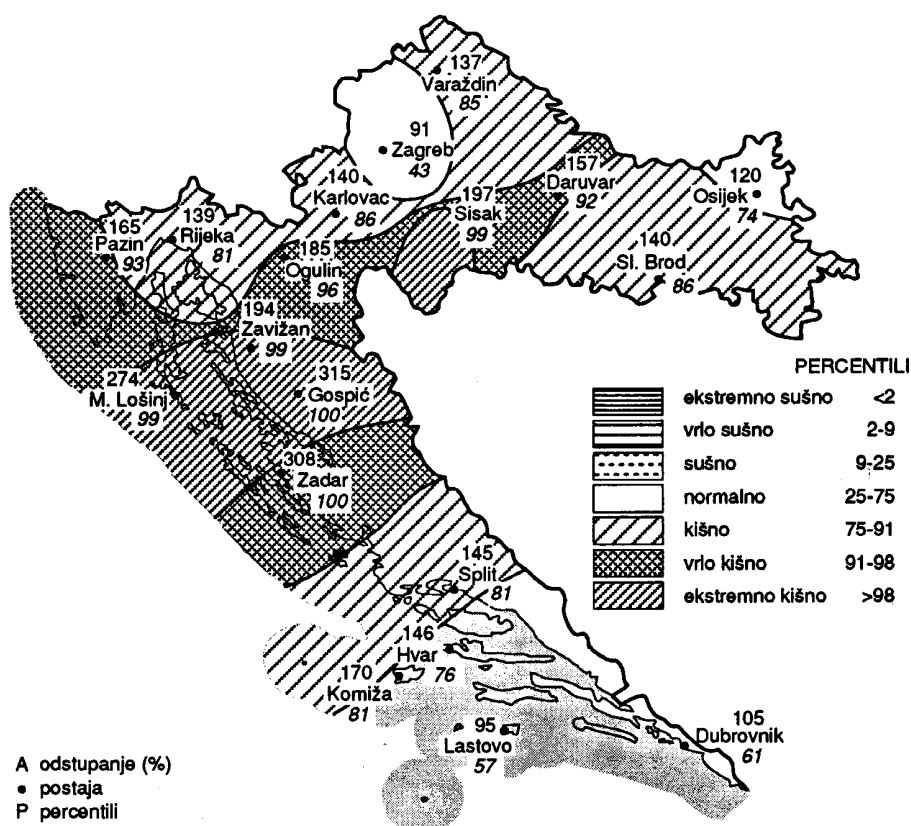 137
Varaždin
85
91
Zagreb
43
140
Karlovac
86
197
Sisak
99
157
Daruvar
92
120
Osijek
74
140
Sl. Brod
86
165
Pazin
93
139
Rijeka
81
185
Ogulin
96
194
Zavižan
99
315
Gospić
100
274
M. Lošinj
99
308
Zadar
100
145
Split
81
146
Hvar
76
170
Komiža
81
95
Lastovo
57
105
Dubrovnik
61
PERCENTILI
ekstremno sušno <2
vrlo sušno 2-9
sušno 9-25
normalno 25-75
kišno 75-91
vrlo kišno 91-98
ekstremno kišno >98
A odstupanje (%)
• postaja
P percentili